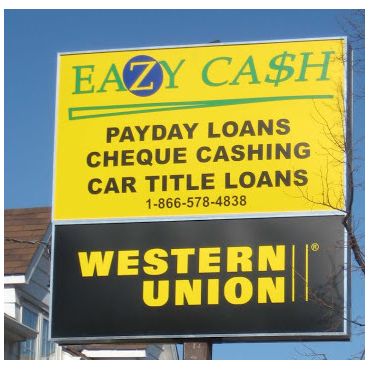 EAZY CA$H
PAYDAY LOANS
CHEQUE CASHING
CAR TITLE LOANS
1-866-578-4838
WESTERN
UNION ®